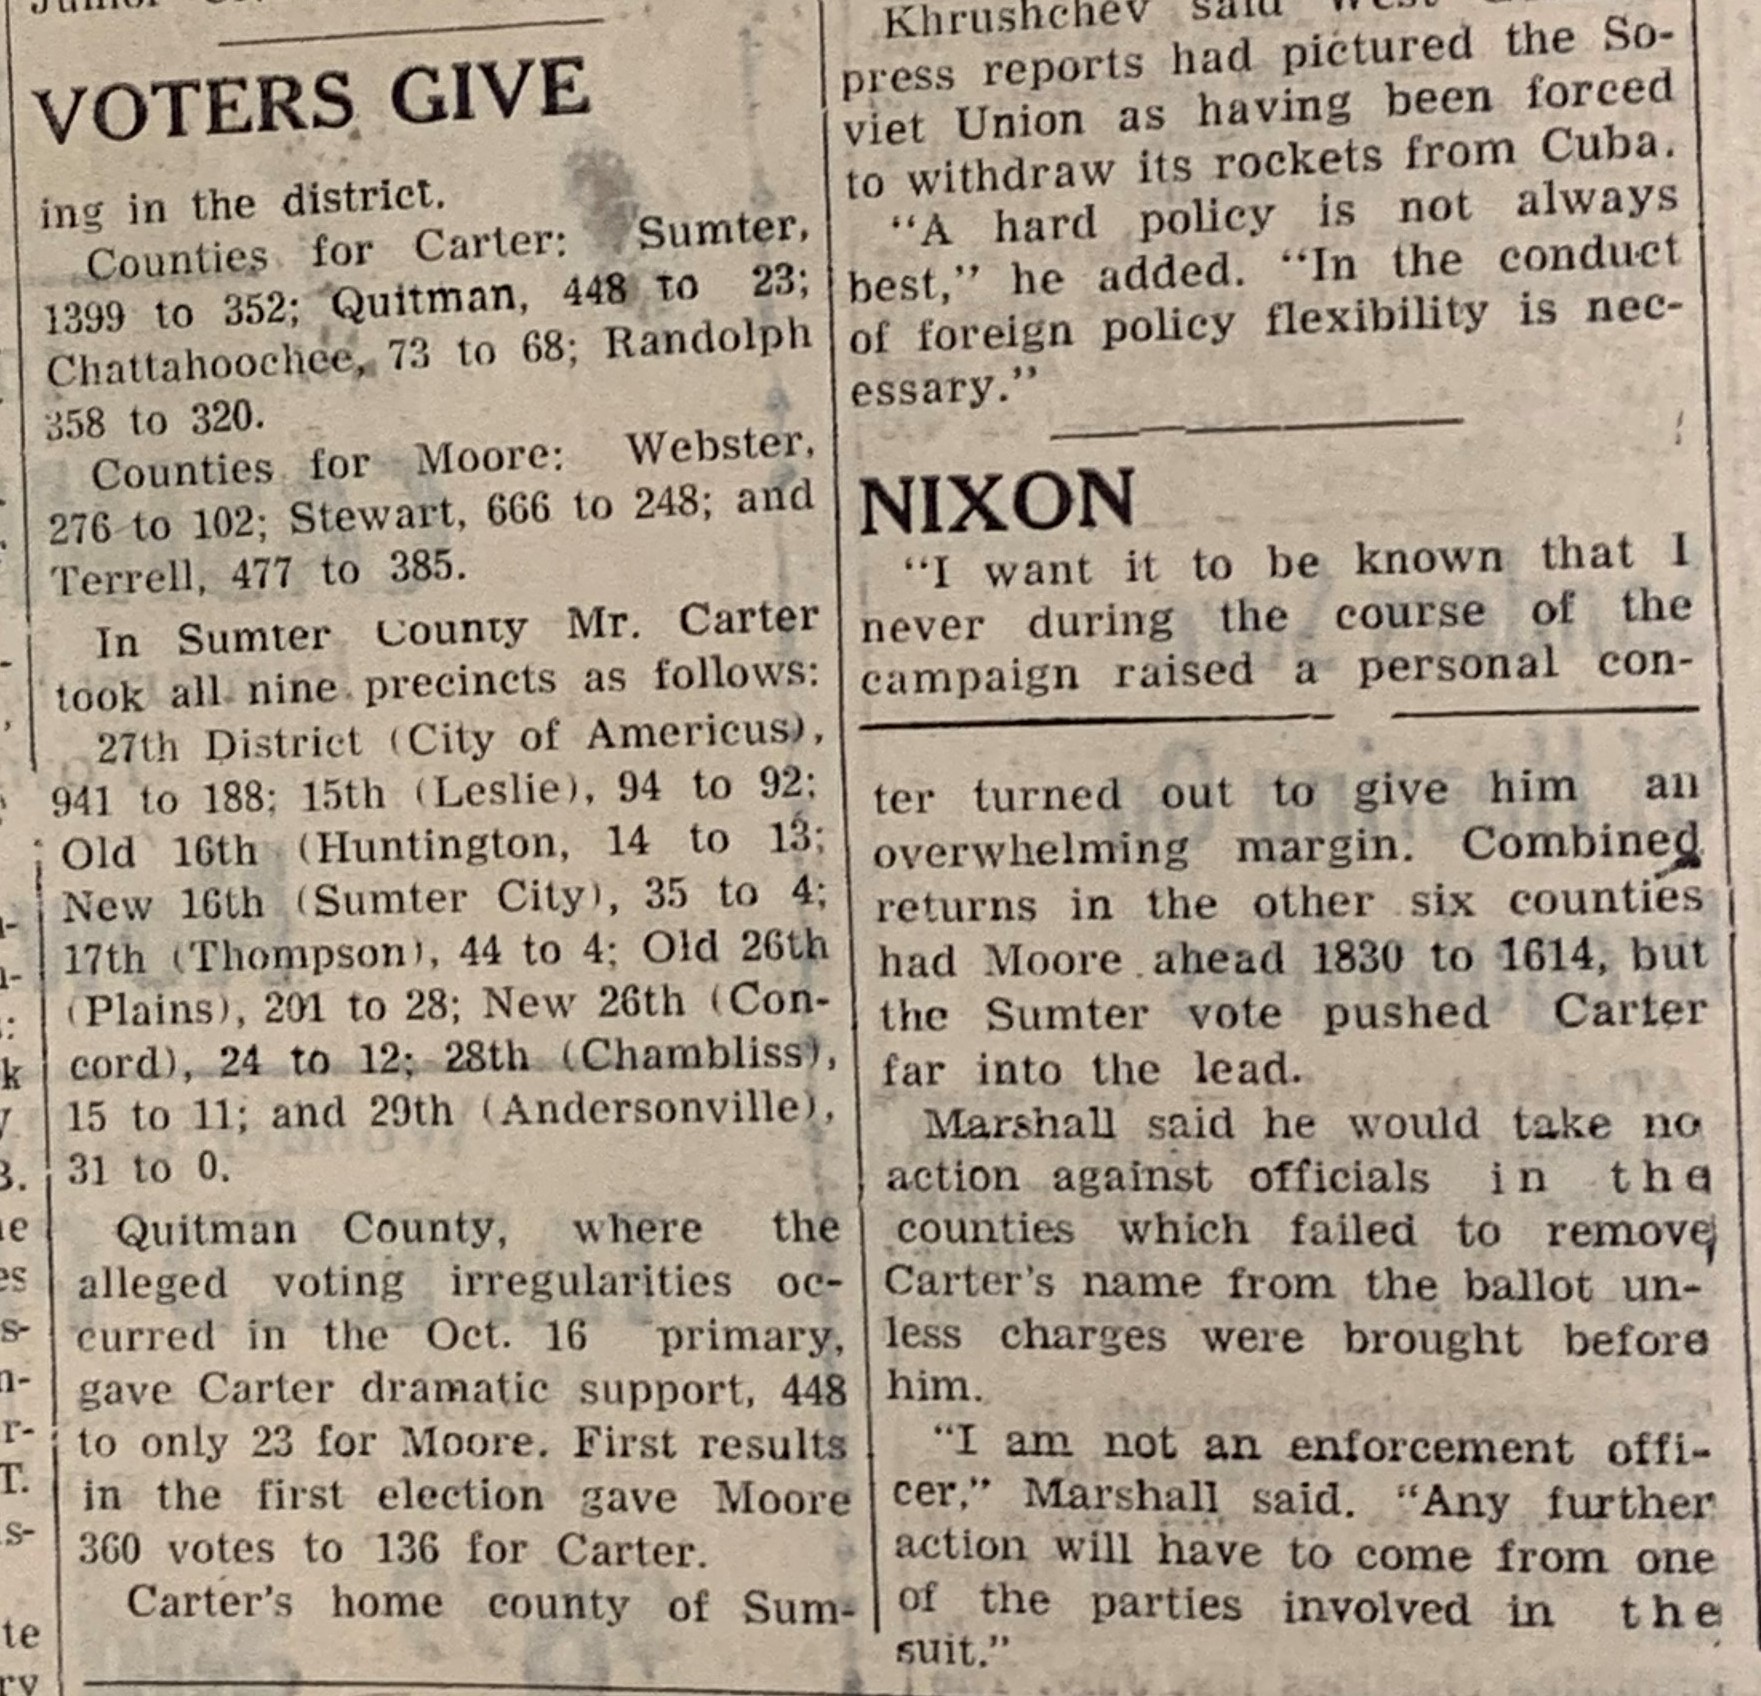 VOTERS GIVE
ing in the district.
Counties for Carter: Sumter,
1399 to 352; Quitman, 448 to 23;
Chattahoochee, 73 to 68; Randolph
358 to 320.
Counties for Moore: Webster,
276 to 102; Stewart, 666 to 248; and
Terrell, 477 to 385.
In Sumter County Mr. Carter
took all nine precincts as follows:
27th District (City of Americus),
941 to 188; 15th (Leslie), 94 to 92;
Old 16th (Huntington, 14 to 13;
New 16th (Sumter City), 35 to 4;
17th (Thompson), 44 to 4; Old 26th
(Plains), 201 to 28; New 26th (Con-
cord), 24 to 12; 28th (Chambliss),
15 to 11; and 29th (Andersonville),
31 to 0.
Quitman County, where the
alleged voting irregularities oc-
curred in the Oct. 16 primary,
gave Carter dramatic support, 448
to only 23 for Moore. First results
in the first election gave Moore
360 votes to 136 for Carter.
Carter's home county of Sum-
Khrushchev said
press reports had pictured the So-
viet Union as having been forced
to withdraw its rockets from Cuba.
"A hard policy is not always
best," he added. "In the conduct
of foreign policy flexibility is nec-
essary."
NIXON
"I want it to be known that I
never during the course of the
campaign raised a personal con-
ter turned out to give him an
overwhelming margin. Combined
returns in the other six counties
had Moore ahead 1830 to 1614, but
the Sumter vote pushed Carter
far into the lead.
Marshall said he would take no
action against officials in the
counties which failed to remove
Carter's name from the ballot un-
less charges were brought before
him.
"I am not an enforcement offi-
cer," Marshall said. "Any further
action will have to come from one
of the parties involved in the
suit."